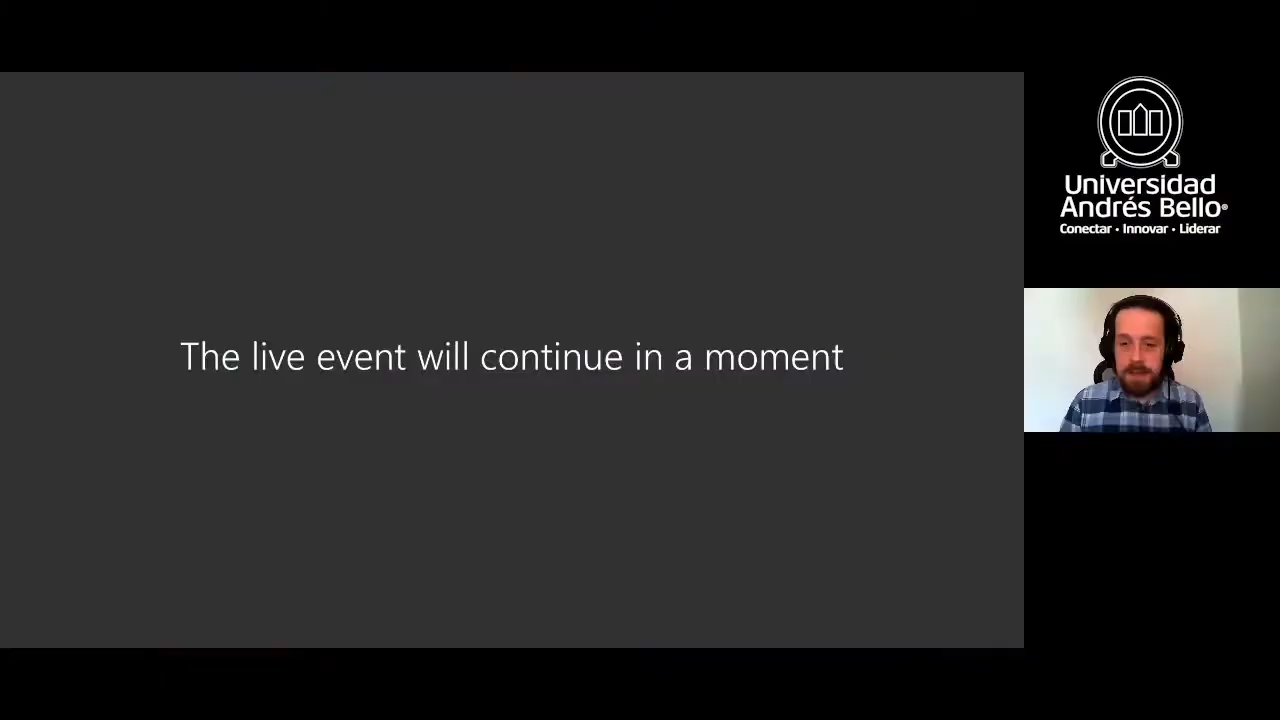 The live event will continue in a moment
Universidad
Andrés Bello®
Conectar • Innovar • Liderar